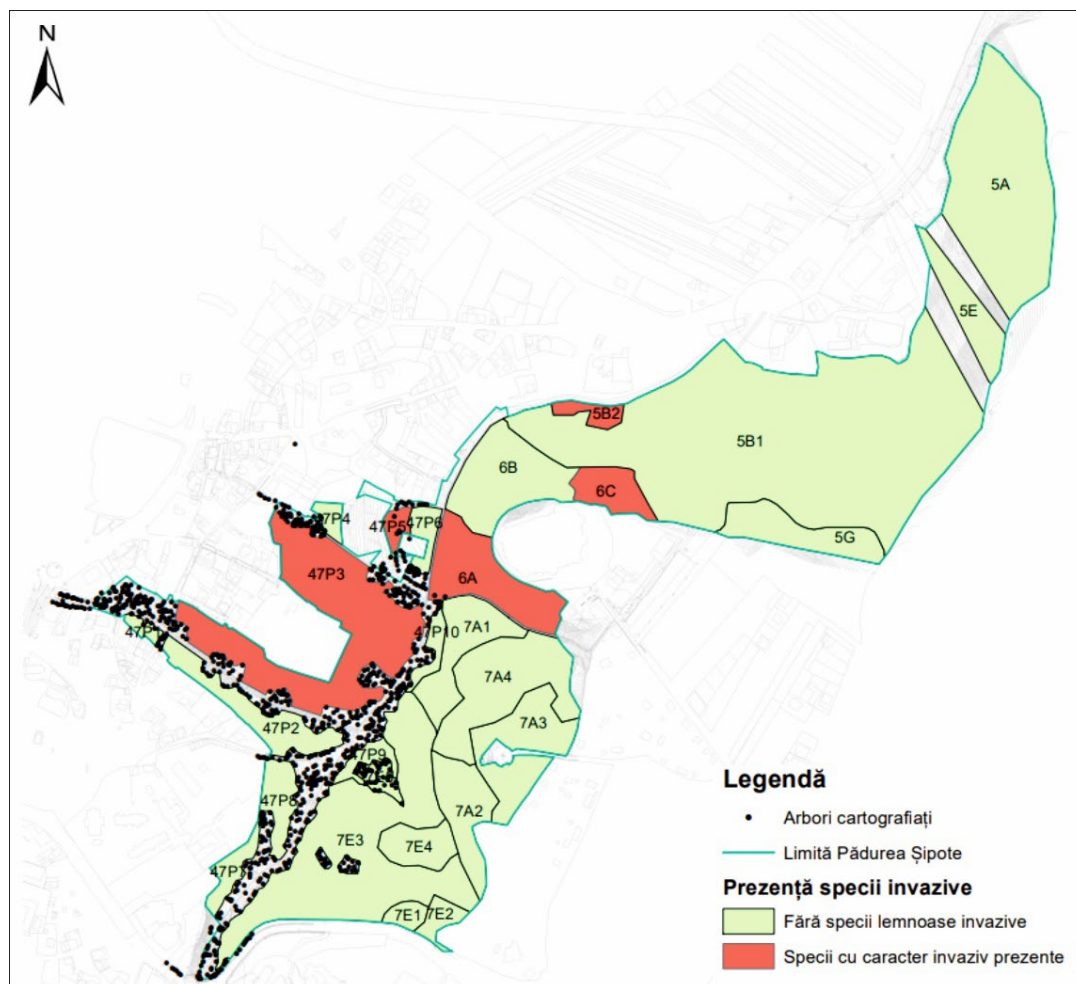 N
5A
5E
5B2
5B1
6B
6C
5G
47P4
47P5
47P6
47P3
6A
47P10
7A1
7A4
7A3
47P2
47P9
7A2
47P8
7E3
7E4
47P7
7E1
7E2
Legendă
Arbori cartografiați
Limită Pădurea Șipote
Prezență specii invazive
Fără specii lemnoase invazive
Specii cu caracter invaziv prezente